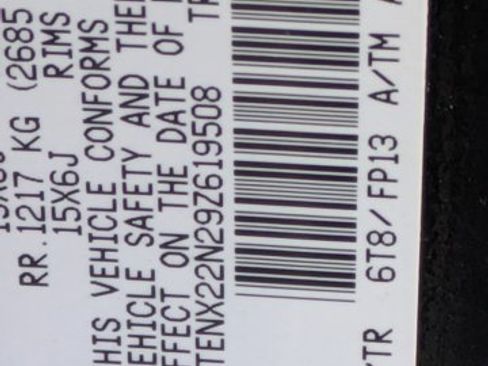 RR.1217 KG (2685
15X6J RIMS
HIS VEHICLE CONFORMS
EHICLE SAFETY AND THE
FFECT ON THE DATE OF
TENX22N29Z619508 TR
TR 6T8/FP13 A/TM